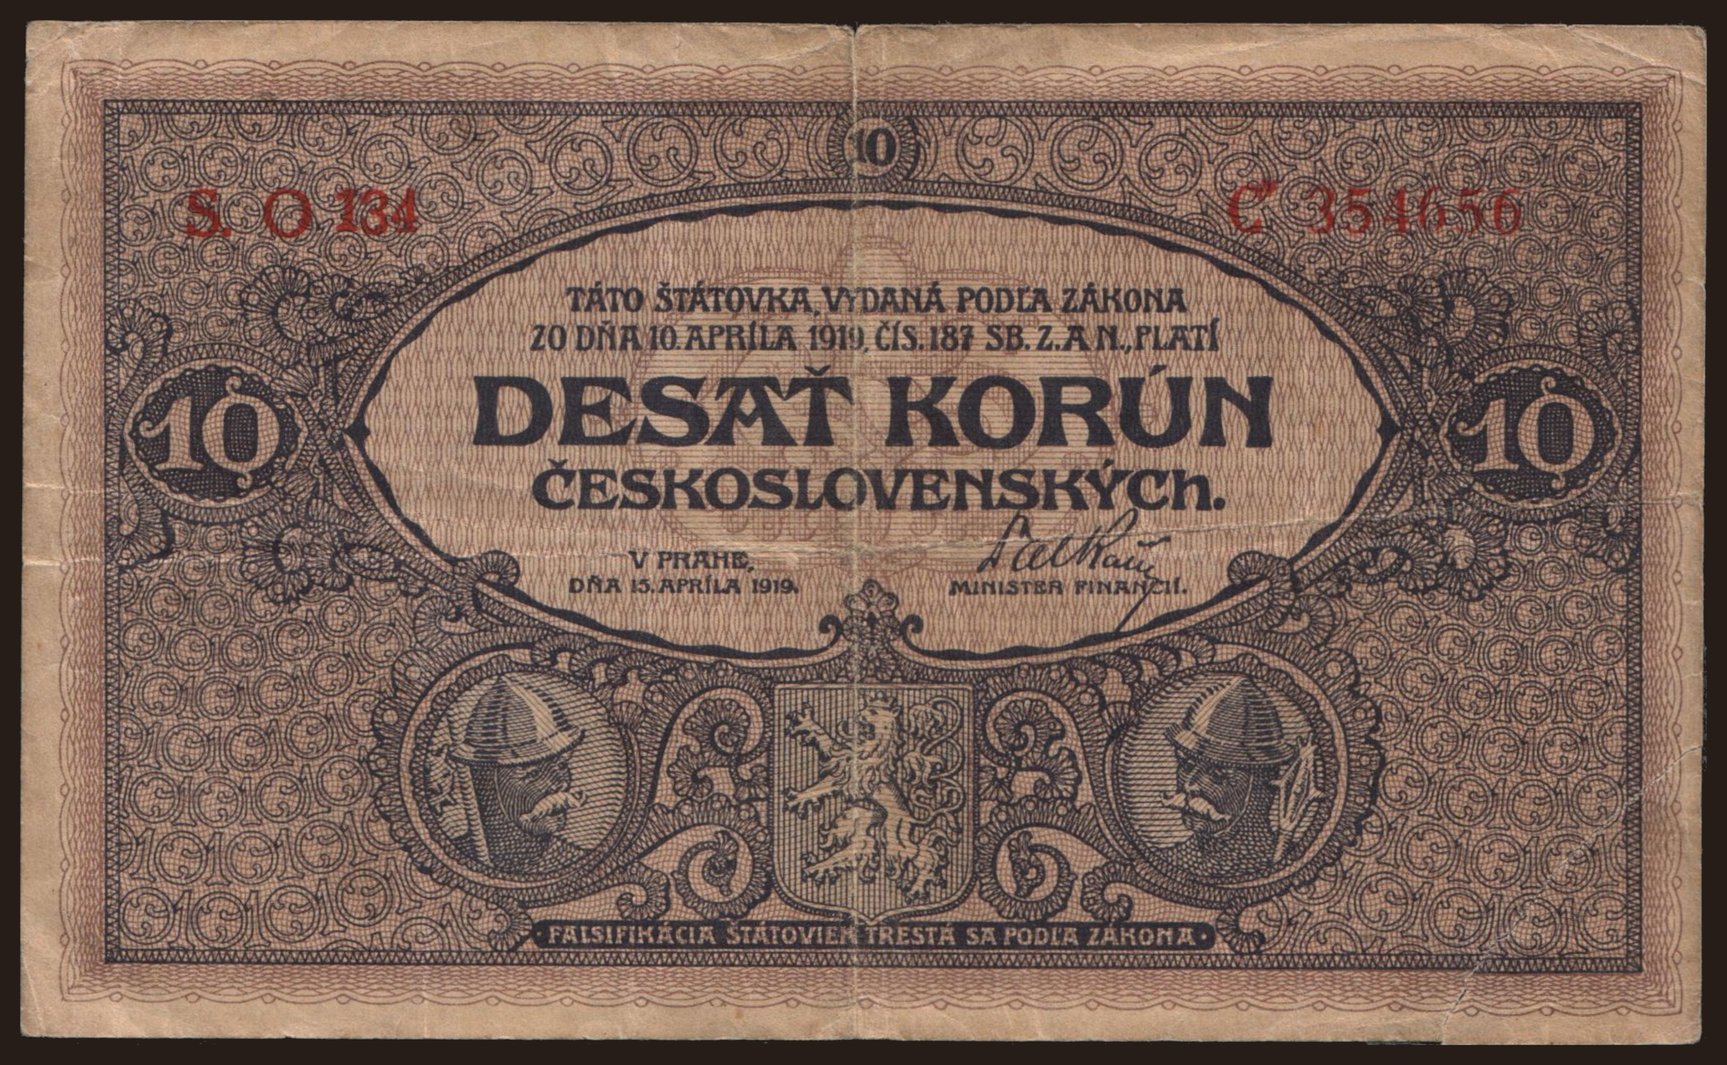 10
S. O 134 Č 354656
TÁTO ŠTÁTOVKA, VYDANÁ PODĽA ZÁKONA
ZO DŇA 10. APRÍLA 1919, ČÍS. 187 SB. Z. A N., PLATÍ
10 DESAŤ KORÚN 10
ČESKOSLOVENSKÝCH.
V PRAHE,
DŇA 15. APRÍLA 1919.
MINISTER FINANCIÍ.
· FALSIFIKÁCIA ŠTÁTOVIEK TRESTÁ SA PODĽA ZÁKONA ·